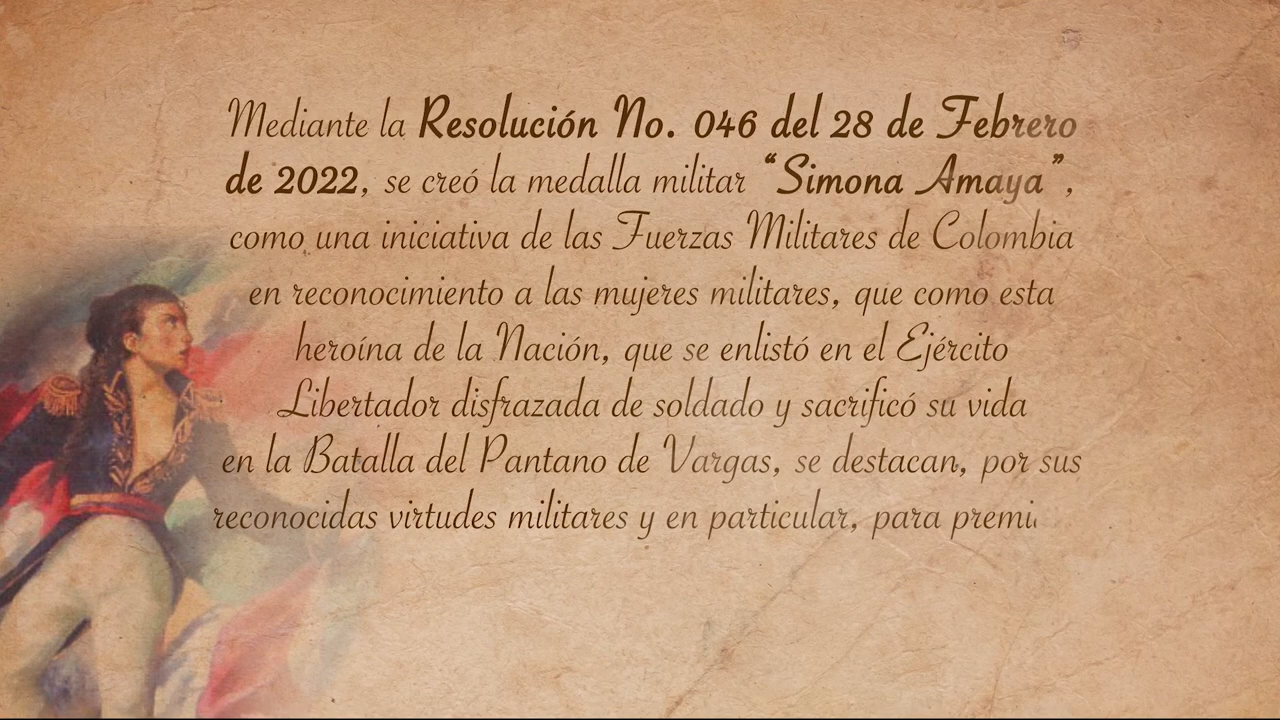 Mediante la Resolución No. 046 del 28 de Febrero
de 2022, se creó la medalla militar “Simona Amaya”,
como una iniciativa de las Fuerzas Militares de Colombia
en reconocimiento a las mujeres militares, que como esta
heroína de la Nación, que se enlistó en el Ejército
Libertador disfrazada de soldado y sacrificó su vida
en la Batalla del Pantano de Vargas, se destacan, por sus
reconocidas virtudes militares y en particular, para